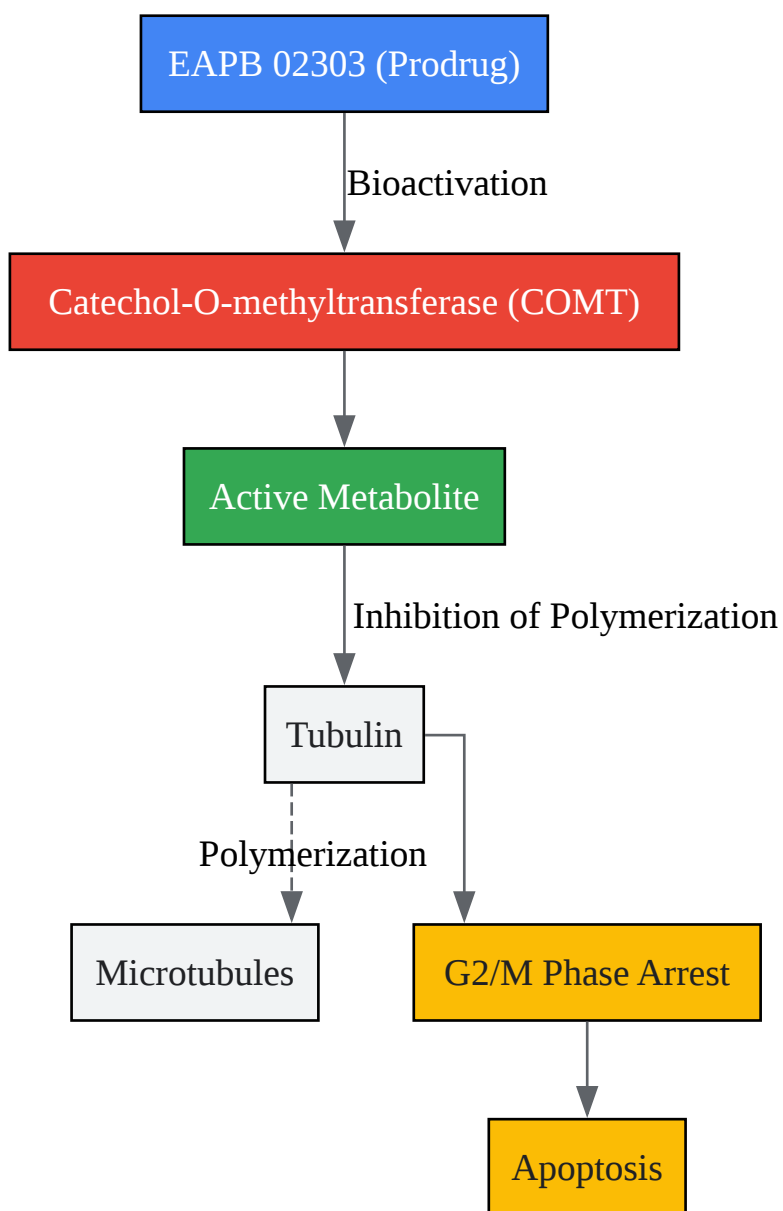 EAPB 02303 (Prodrug)
Bioactivation
Catechol-O-methyltransferase (COMT)
Active Metabolite
Inhibition of Polymerization
Tubulin
Polymerization
Microtubules
G2/M Phase Arrest
Apoptosis